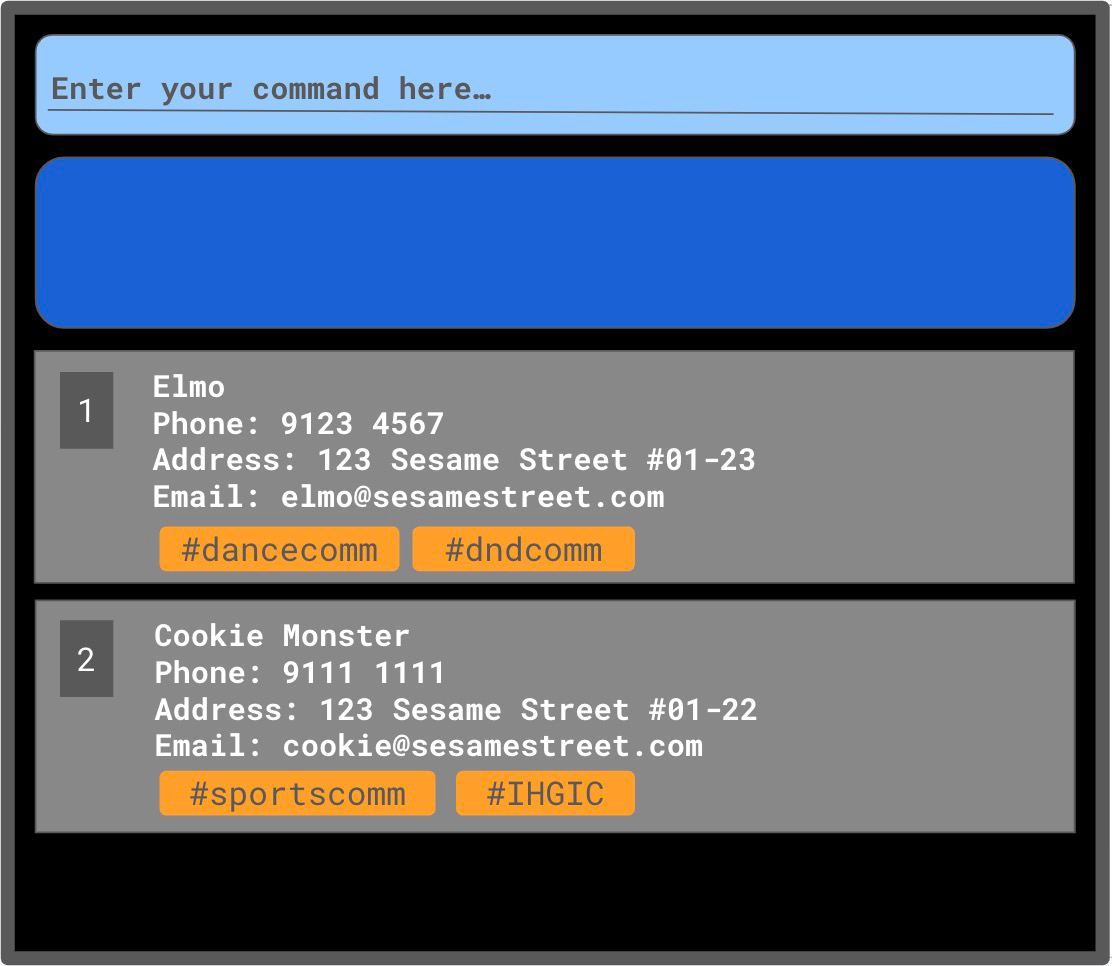 Enter your command here…
1
Elmo
Phone: 9123 4567
Address: 123 Sesame Street #01-23
Email: elmo@sesamestreet.com
#dancecomm #dndcomm
2
Cookie Monster
Phone: 9111 1111
Address: 123 Sesame Street #01-22
Email: cookie@sesamestreet.com
#sportscomm #IHGIC